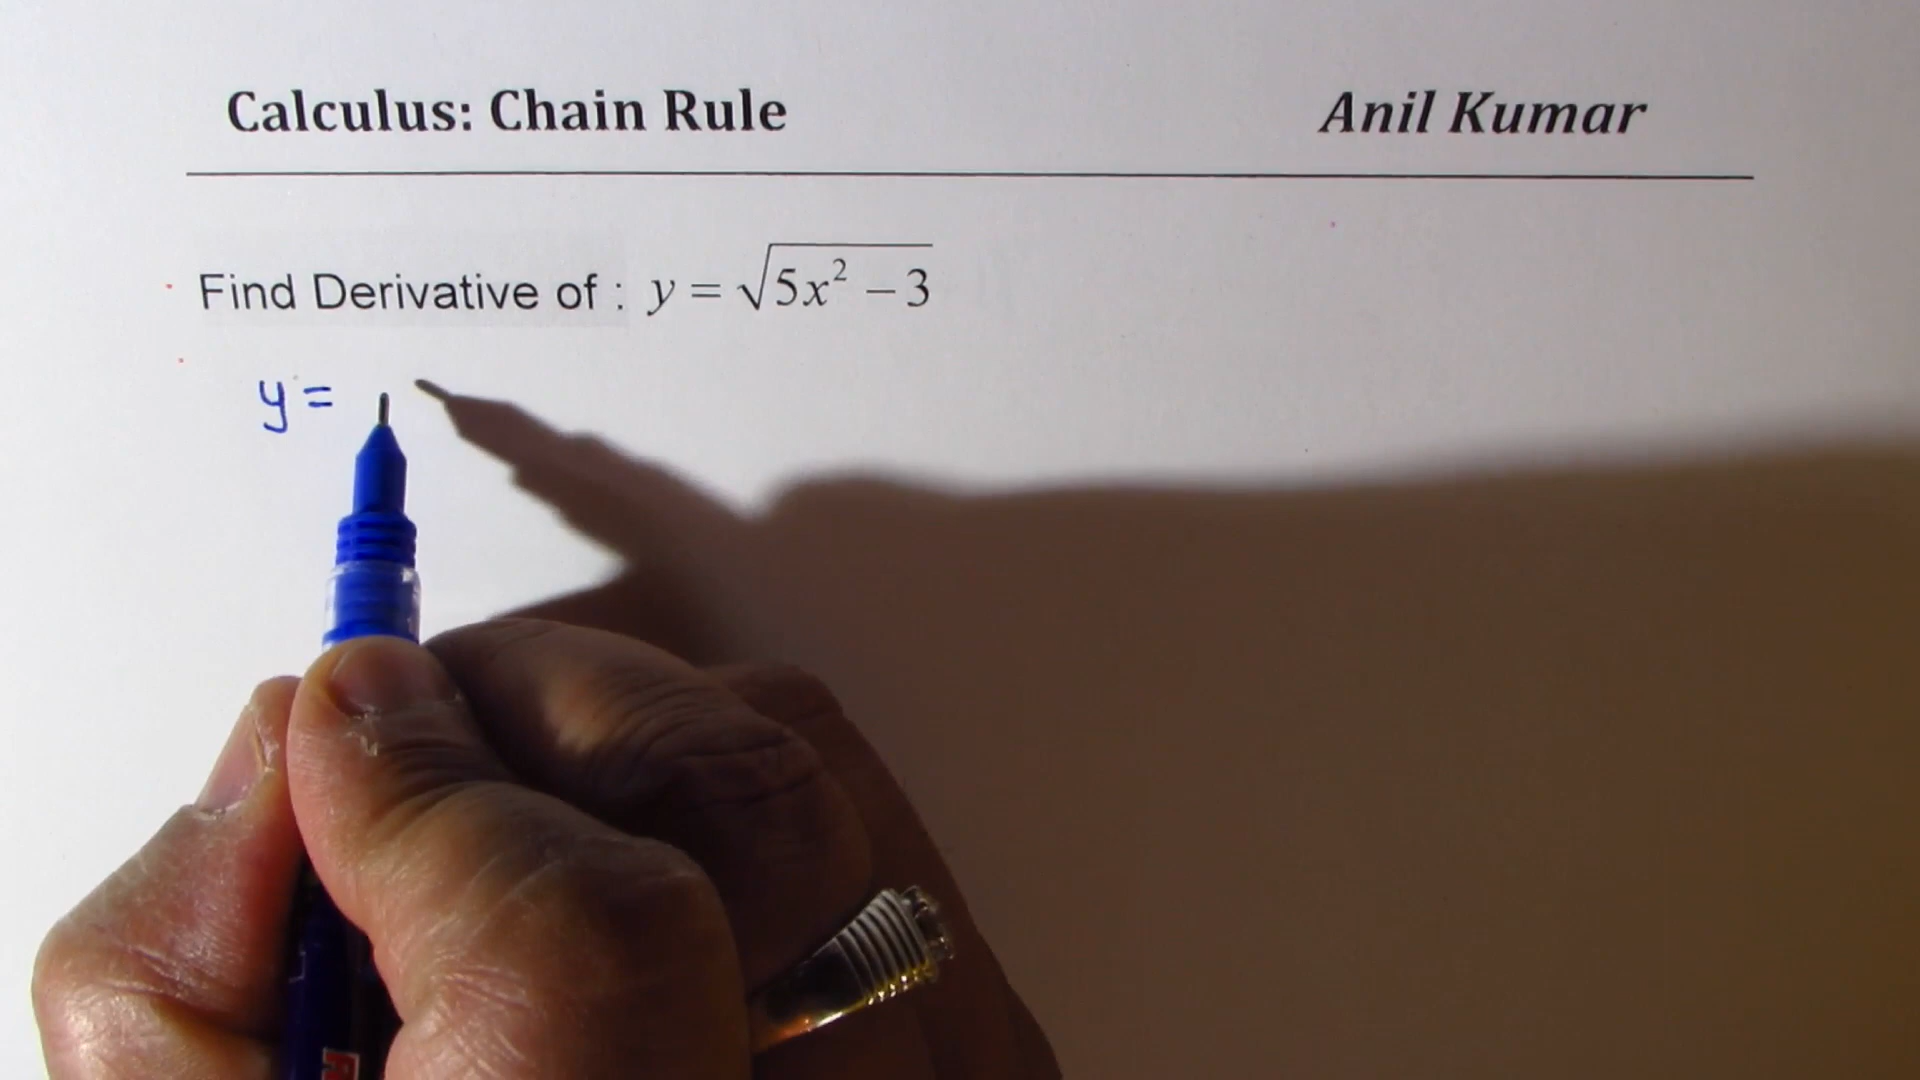 Calculus: Chain Rule Anil Kumar
Find Derivative of : y = √(5x² – 3)
y =